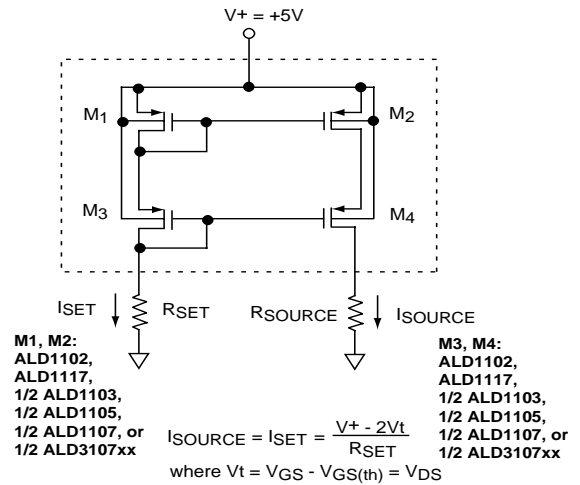 V+ = +5V
M1
M2
M3
M4
ISET
RSET
RSOURCE
ISOURCE
M1, M2:
ALD1102,
ALD1117,
1/2 ALD1103,
1/2 ALD1105,
1/2 ALD1107, or
1/2 ALD3107xx
M3, M4:
ALD1102,
ALD1117,
1/2 ALD1103,
1/2 ALD1105,
1/2 ALD1107, or
1/2 ALD3107xx
ISOURCE = ISET = V+ - 2Vt
RSET
where Vt = VGS - VGS(th) = VDS